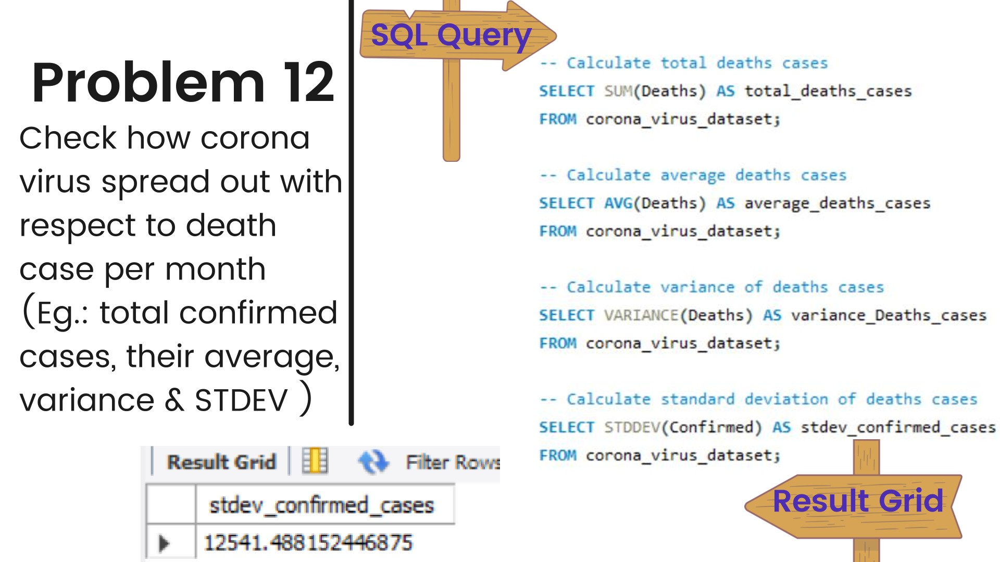 Problem 12
Check how corona
virus spread out with
respect to death
case per month
(Eg.: total confirmed
cases, their average,
variance & STDEV )
SQL Query
-- Calculate total deaths cases
SELECT SUM(Deaths) AS total_deaths_cases
FROM corona_virus_dataset;
-- Calculate average deaths cases
SELECT AVG(Deaths) AS average_deaths_cases
FROM corona_virus_dataset;
-- Calculate variance of deaths cases
SELECT VARIANCE(Deaths) AS variance_Deaths_cases
FROM corona_virus_dataset;
-- Calculate standard deviation of deaths cases
SELECT STDDEV(Confirmed) AS stdev_confirmed_cases
FROM corona_virus_dataset;
Result Grid
Result Grid Filter Rows
stdev_confirmed_cases
12541.488152446875